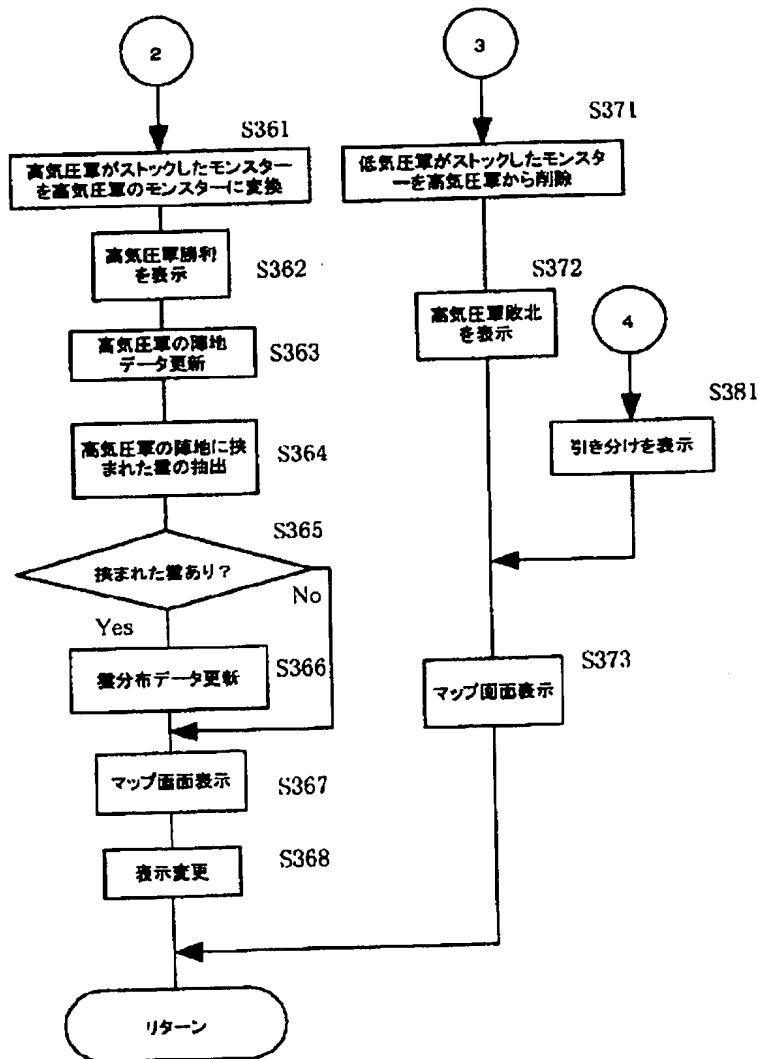 2
S361
高気圧軍がストックしたモンスター
を高気圧軍のモンスターに変換
高気圧軍勝利
を表示
S362
高気圧軍の陣地
データ更新
S363
高気圧軍の陣地に挟
まれた雲の抽出
S364
S365
挟まれた雲あり？
No
Yes
雲分布データ更新
S366
マップ画面表示
S367
表示変更
S368
リターン
3
S371
低気圧軍がストックしたモンスタ
ーを高気圧軍から削除
S372
高気圧軍敗北
を表示
4
S381
引き分けを表示
S373
マップ画面表示